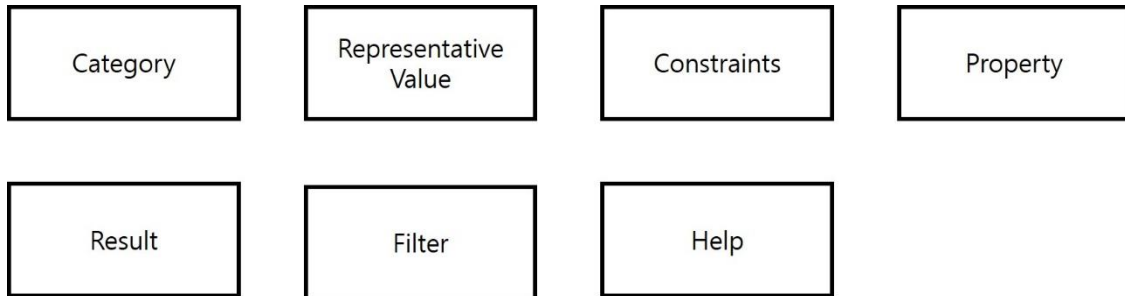 Category
Representative
Value
Constraints
Property
Result
Filter
Help